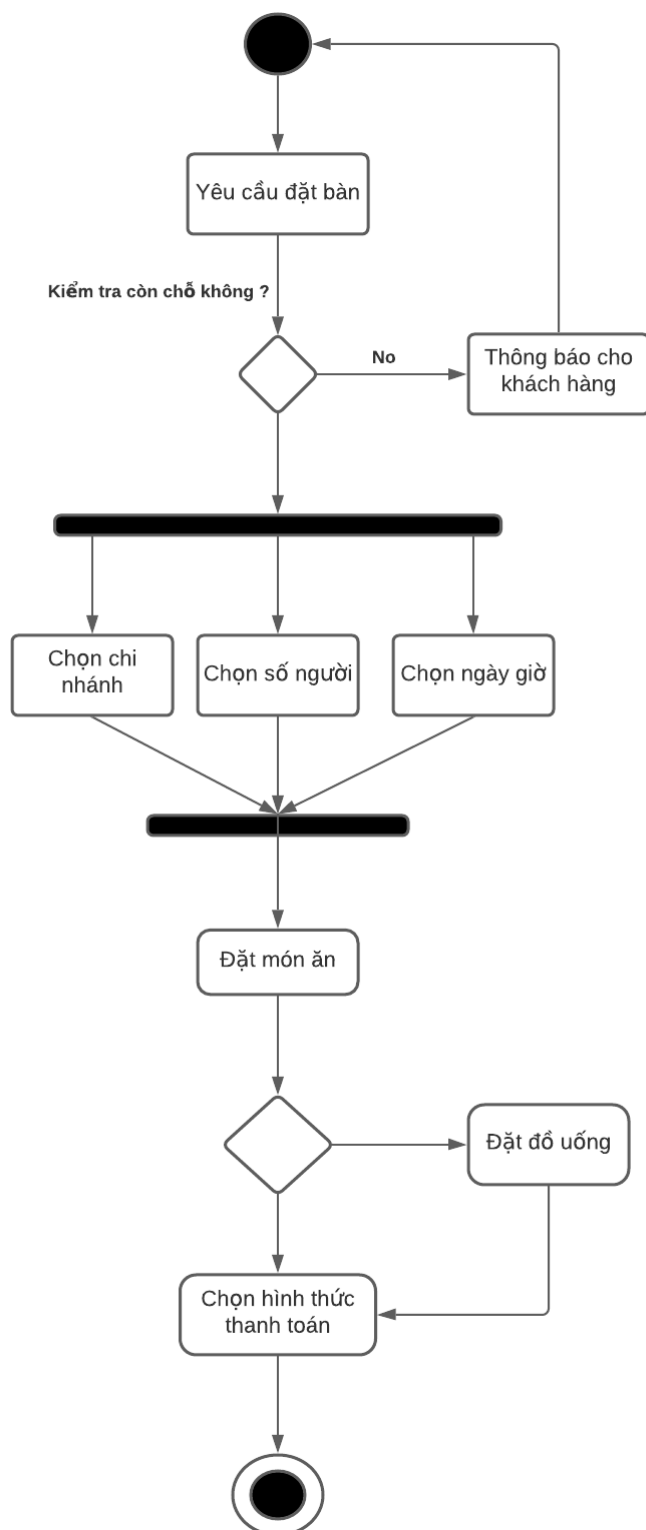 Yêu cầu đặt bàn
Kiểm tra còn chỗ không ?
No
Thông báo cho
khách hàng
Chọn chi
nhánh
Chọn số người
Chọn ngày giờ
Đặt món ăn
Đặt đồ uống
Chọn hình thức
thanh toán